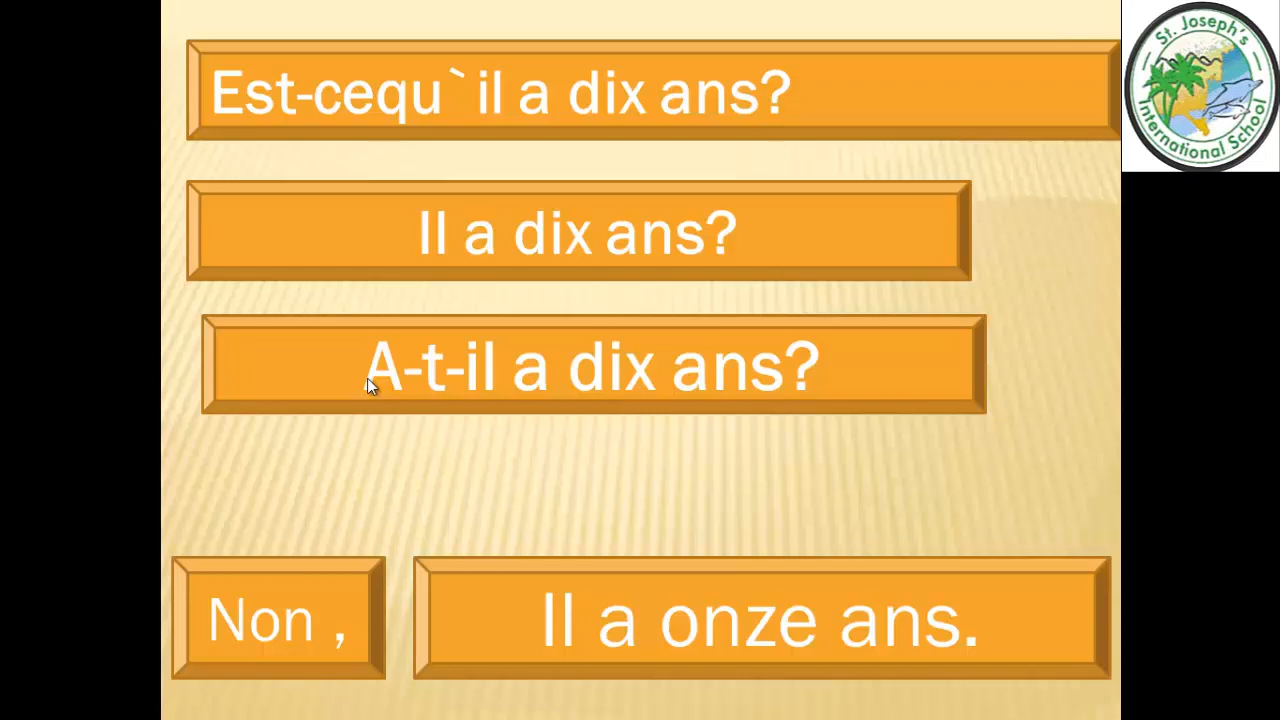 Est-cequ`il a dix ans?
Il a dix ans?
A-t-il a dix ans?
Non ,
Il a onze ans.
St. Joseph's
International School